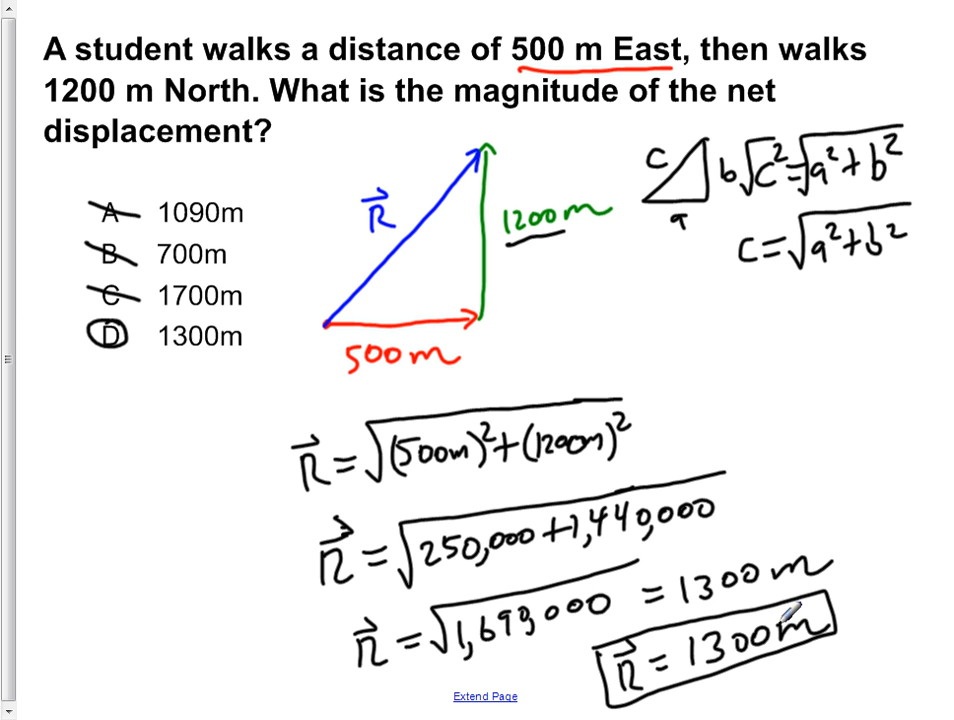 A student walks a distance of 500 m East, then walks
1200 m North. What is the magnitude of the net
displacement?
A 1090m
B 700m
C 1700m
D 1300m
R
1200m
500m
c
b
a
√c² = √a² + b²
c = √a² + b²
R = √(500m)² + (1200m)²
R = √250,000 + 1,440,000
R = √1,690,000 = 1300 m
R = 1300 m
Extend Page